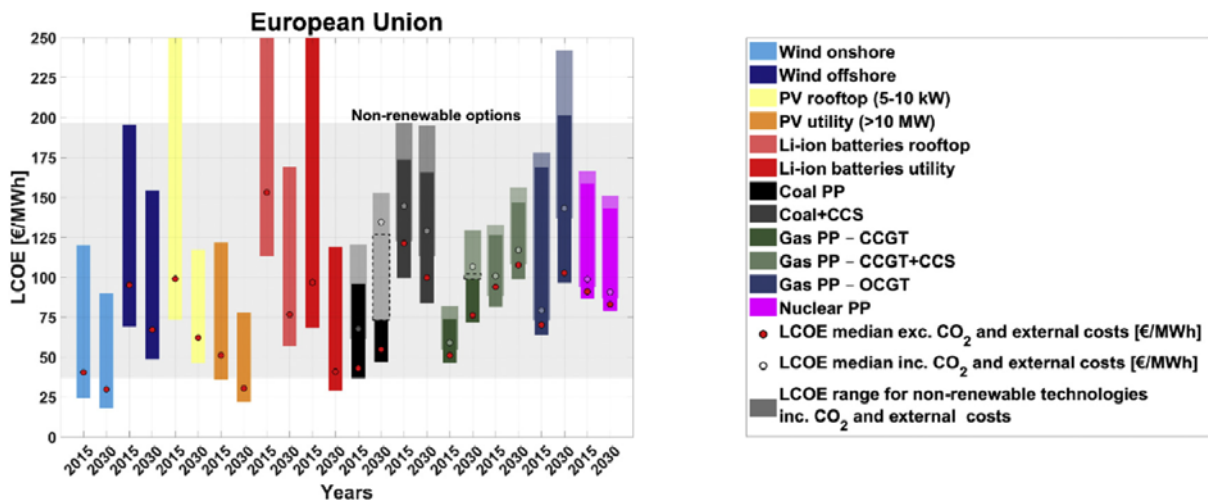 European Union
LCOE [€/MWh]
250
225
200
175
150
125
100
75
50
25
0
Non-renewable options
2015 2030 2015 2030 2015 2030 2015 2030 2015 2030 2015 2030 2015 2030 2015 2030 2015 2030 2015 2030 2015 2030 2015 2030
Years
Wind onshore
Wind offshore
PV rooftop (5-10 kW)
PV utility (>10 MW)
Li-ion batteries rooftop
Li-ion batteries utility
Coal PP
Coal+CCS
Gas PP – CCGT
Gas PP – CCGT+CCS
Gas PP – OCGT
Nuclear PP
LCOE median exc. CO₂ and external costs [€/MWh]
LCOE median inc. CO₂ and external costs [€/MWh]
LCOE range for non-renewable technologies
inc. CO₂ and external costs